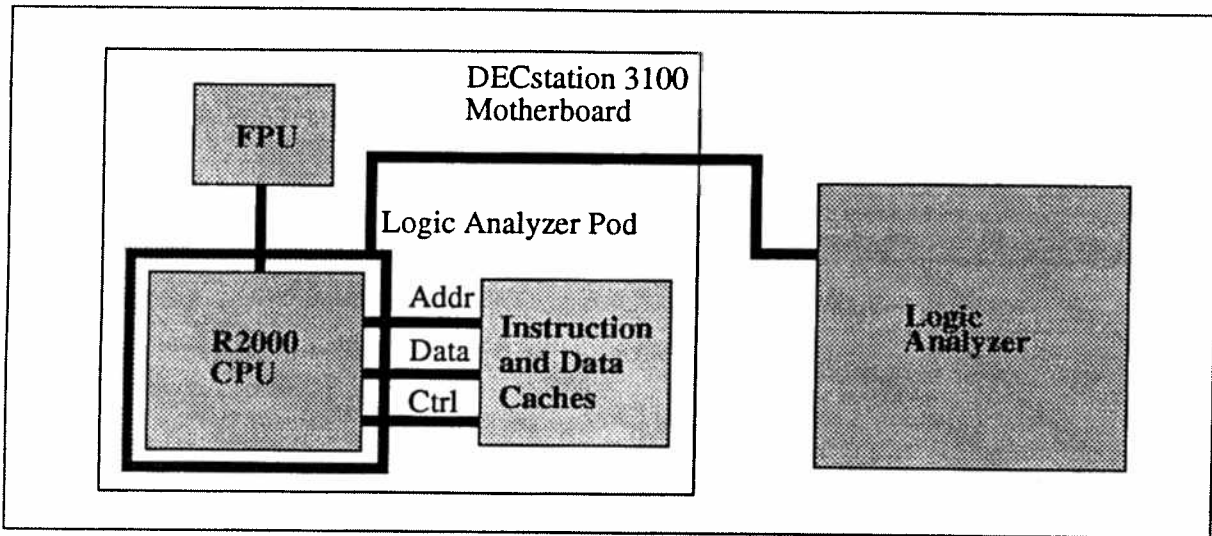 DECstation 3100
Motherboard
FPU
Logic Analyzer Pod
R2000
CPU
Addr
Data
Ctrl
Instruction
and Data
Caches
Logic
Analyzer